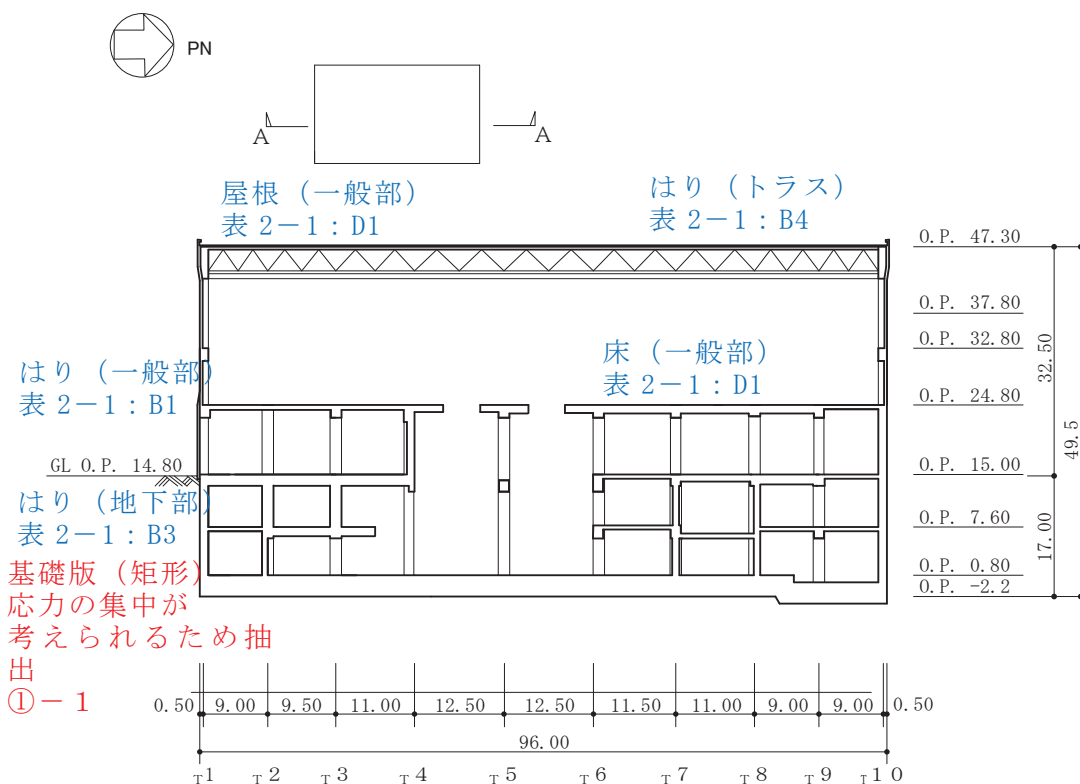 PN
A A
屋根（一般部）
表 2－1：D1
はり（トラス）
表 2－1：B4
O.P. 47.30
O.P. 37.80
O.P. 32.80
O.P. 24.80
O.P. 15.00
O.P. 7.60
O.P. 0.80
O.P. -2.2
32.50
17.00
49.5
はり（一般部）
表 2－1：B1
床（一般部）
表 2－1：D1
GL O.P. 14.80
はり（地下部）
表 2－1：B3
基礎版（矩形）
応力の集中が
考えられるため抽
出
①－1
0.50 9.00 9.50 11.00 12.50 12.50 11.50 11.00 9.00 9.00 0.50
96.00
T1 T2 T3 T4 T5 T6 T7 T8 T9 T10